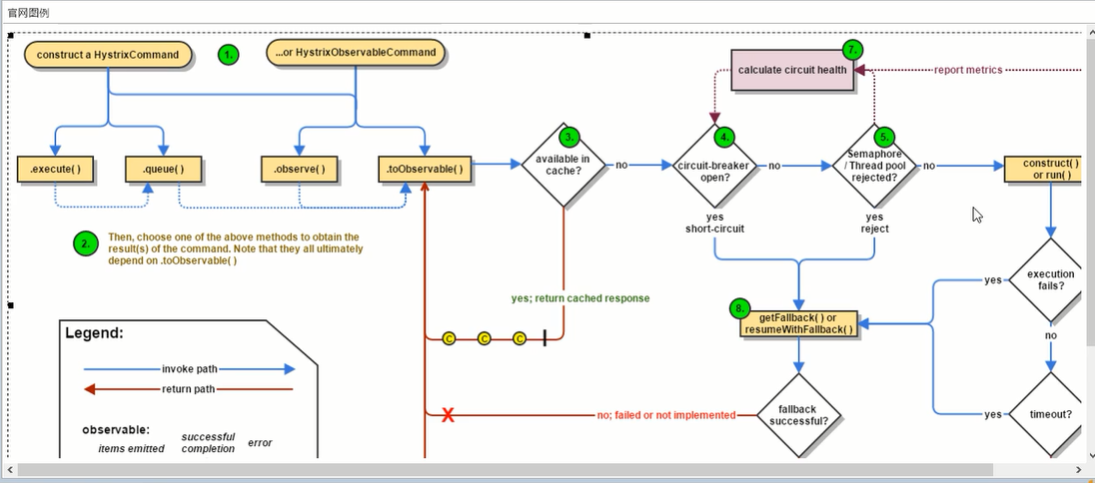 官网图例
construct a HystrixCommand
1.
...or HystrixObservableCommand
7.
calculate circuit health
report metrics
.execute( )
.queue( )
.observe( )
.toObservable( )
3.
available in
cache?
no
4.
circuit-breaker
open?
no
5.
Semaphore
/ Thread pool
rejected?
no
construct( )
or run( )
yes
short-circuit
yes
reject
2.
Then, choose one of the above methods to obtain the
result(s) of the command. Note that they all ultimately
depend on .toObservable( )
yes
execution
fails?
yes; return cached response
8.
getFallback( ) or
resumeWithFallback( )
no
Legend:
C
C
C
invoke path
return path
X
no; failed or not implemented
fallback
successful?
yes
timeout?
observable:
items emitted
successful
completion
error